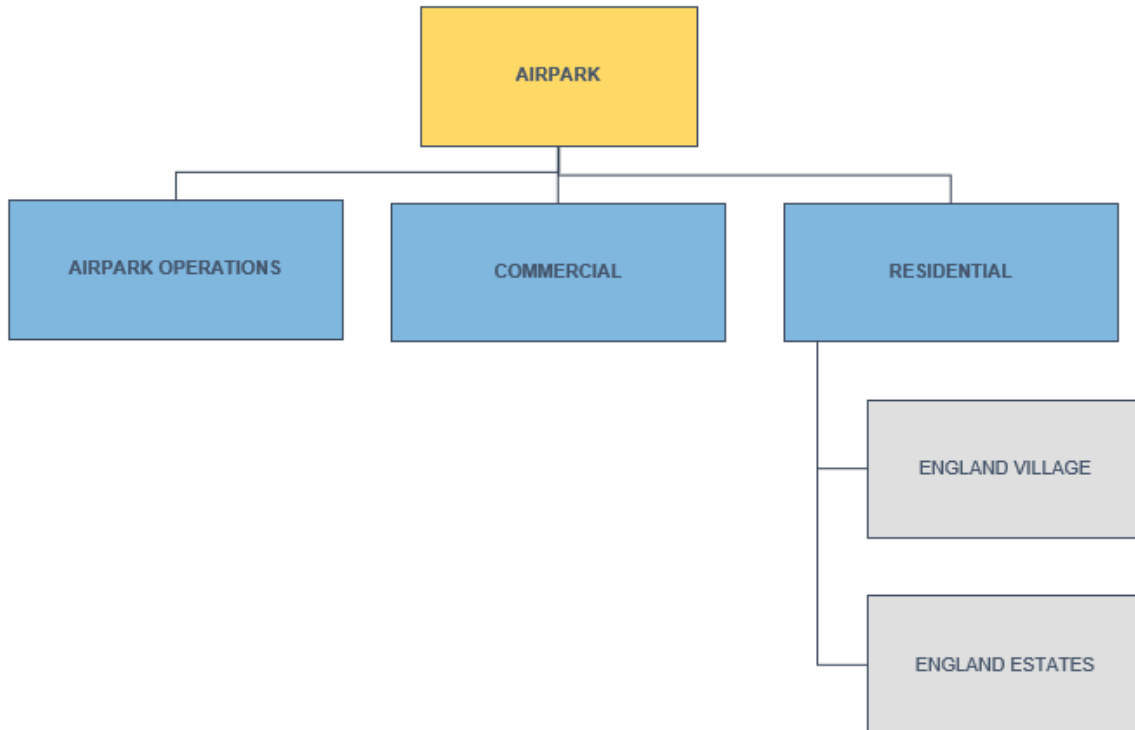 AIRPARK
AIRPARK OPERATIONS
COMMERCIAL
RESIDENTIAL
ENGLAND VILLAGE
ENGLAND ESTATES